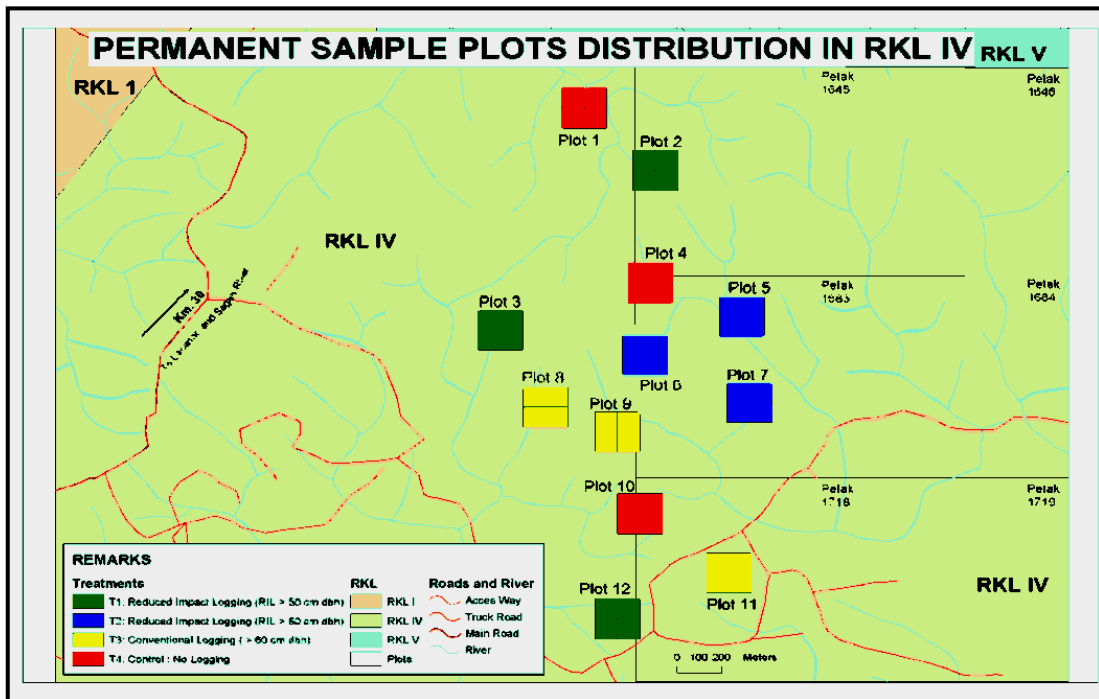 PERMANENT SAMPLE PLOTS DISTRIBUTION IN RKL IV
RKL V
RKL 1
Petak
1645
Petak
1646
Plot 1
Plot 2
RKL IV
Plot 4
Petak
1683
Petak
1684
Plot 3
Plot 5
Km. 38
and River
Plot 8
Plot 6
Plot 7
Plot 9
Plot 10
Petak
1718
Petak
1719
Plot 12
Plot 11
RKL IV
REMARKS
Treatments
T1: Reduced Impact Logging (RIL > 50 cm dbh)
T2: Reduced Impact Logging (RIL > 60 cm dbh)
T3: Conventional Logging ( > 60 cm dbh)
T4: Control : No Logging
RKL
RKL I
RKL IV
RKL V
Plots
Roads and River
Acces Way
Truck Road
Main Road
River
0 100 200 Meters